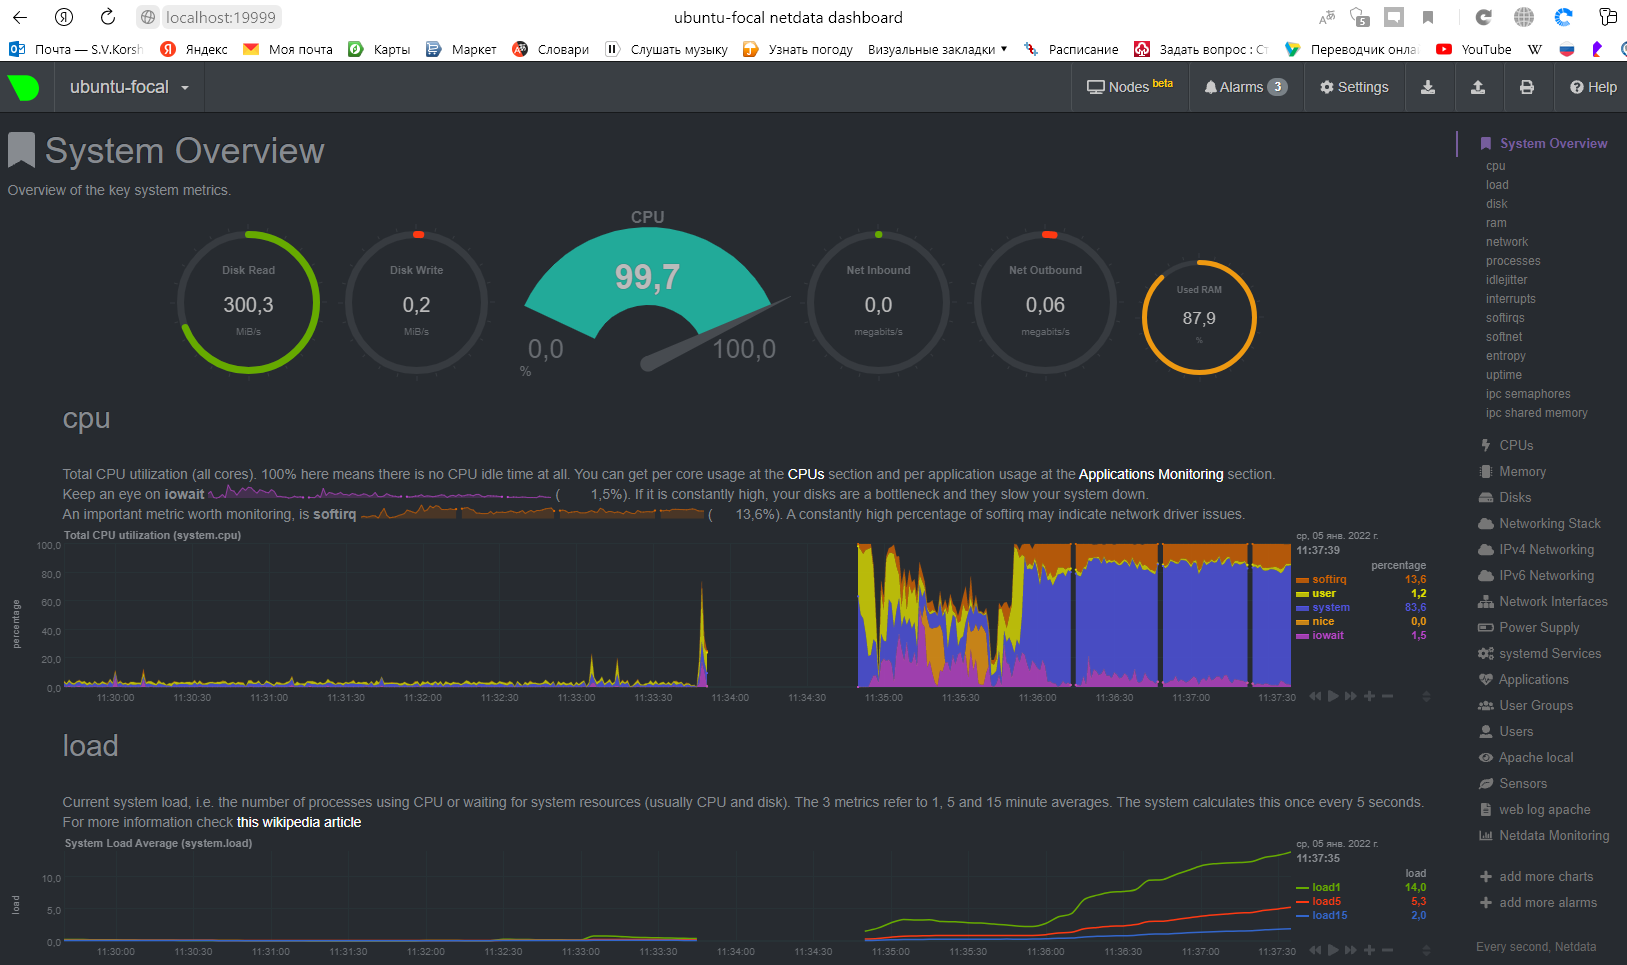 localhost:19999
ubuntu-focal netdata dashboard
5
Почта — S.V.Korsh Яндекс Моя почта Карты Маркет Словари Слушать музыку Узнать погоду Визуальные закладки Расписание Задать вопрос : Ст Переводчик онла YouTube W
ubuntu-focal Nodes beta Alarms 3 Settings Help
System Overview
Overview of the key system metrics.
Disk Read
300,3
MiB/s
Disk Write
0,2
MiB/s
CPU
99,7
0,0
100,0
%
Net Inbound
0,0
megabits/s
Net Outbound
0,06
megabits/s
Used RAM
87,9
%
cpu
Total CPU utilization (all cores). 100% here means there is no CPU idle time at all. You can get per core usage at the CPUs section and per application usage at the Applications Monitoring section.
Keep an eye on iowait ( 1,5%). If it is constantly high, your disks are a bottleneck and they slow your system down.
An important metric worth monitoring, is softirq ( 13,6%). A constantly high percentage of softirq may indicate network driver issues.
Total CPU utilization (system.cpu)
percentage
100,0
80,0
60,0
40,0
20,0
0,0
11:30:00 11:30:30 11:31:00 11:31:30 11:32:00 11:32:30 11:33:00 11:33:30 11:34:00 11:34:30 11:35:00 11:35:30 11:36:00 11:36:30 11:37:00 11:37:30
ср, 05 янв. 2022 г.
11:37:39
percentage
softirq 13,6
user 1,2
system 83,6
nice 0,0
iowait 1,5
load
Current system load, i.e. the number of processes using CPU or waiting for system resources (usually CPU and disk). The 3 metrics refer to 1, 5 and 15 minute averages. The system calculates this once every 5 seconds.
For more information check this wikipedia article
System Load Average (system.load)
load
10,0
5,0
0,0
11:30:00 11:30:30 11:31:00 11:31:30 11:32:00 11:32:30 11:33:00 11:33:30 11:34:00 11:34:30 11:35:00 11:35:30 11:36:00 11:36:30 11:37:00 11:37:30
ср, 05 янв. 2022 г.
11:37:35
load
load1 14,0
load5 5,3
load15 2,0
System Overview
cpu
load
disk
ram
network
processes
idlejitter
interrupts
softirqs
softnet
entropy
uptime
ipc semaphores
ipc shared memory
CPUs
Memory
Disks
Networking Stack
IPv4 Networking
IPv6 Networking
Network Interfaces
Power Supply
systemd Services
Applications
User Groups
Users
Apache local
Sensors
web log apache
Netdata Monitoring
add more charts
add more alarms
Every second, Netdata